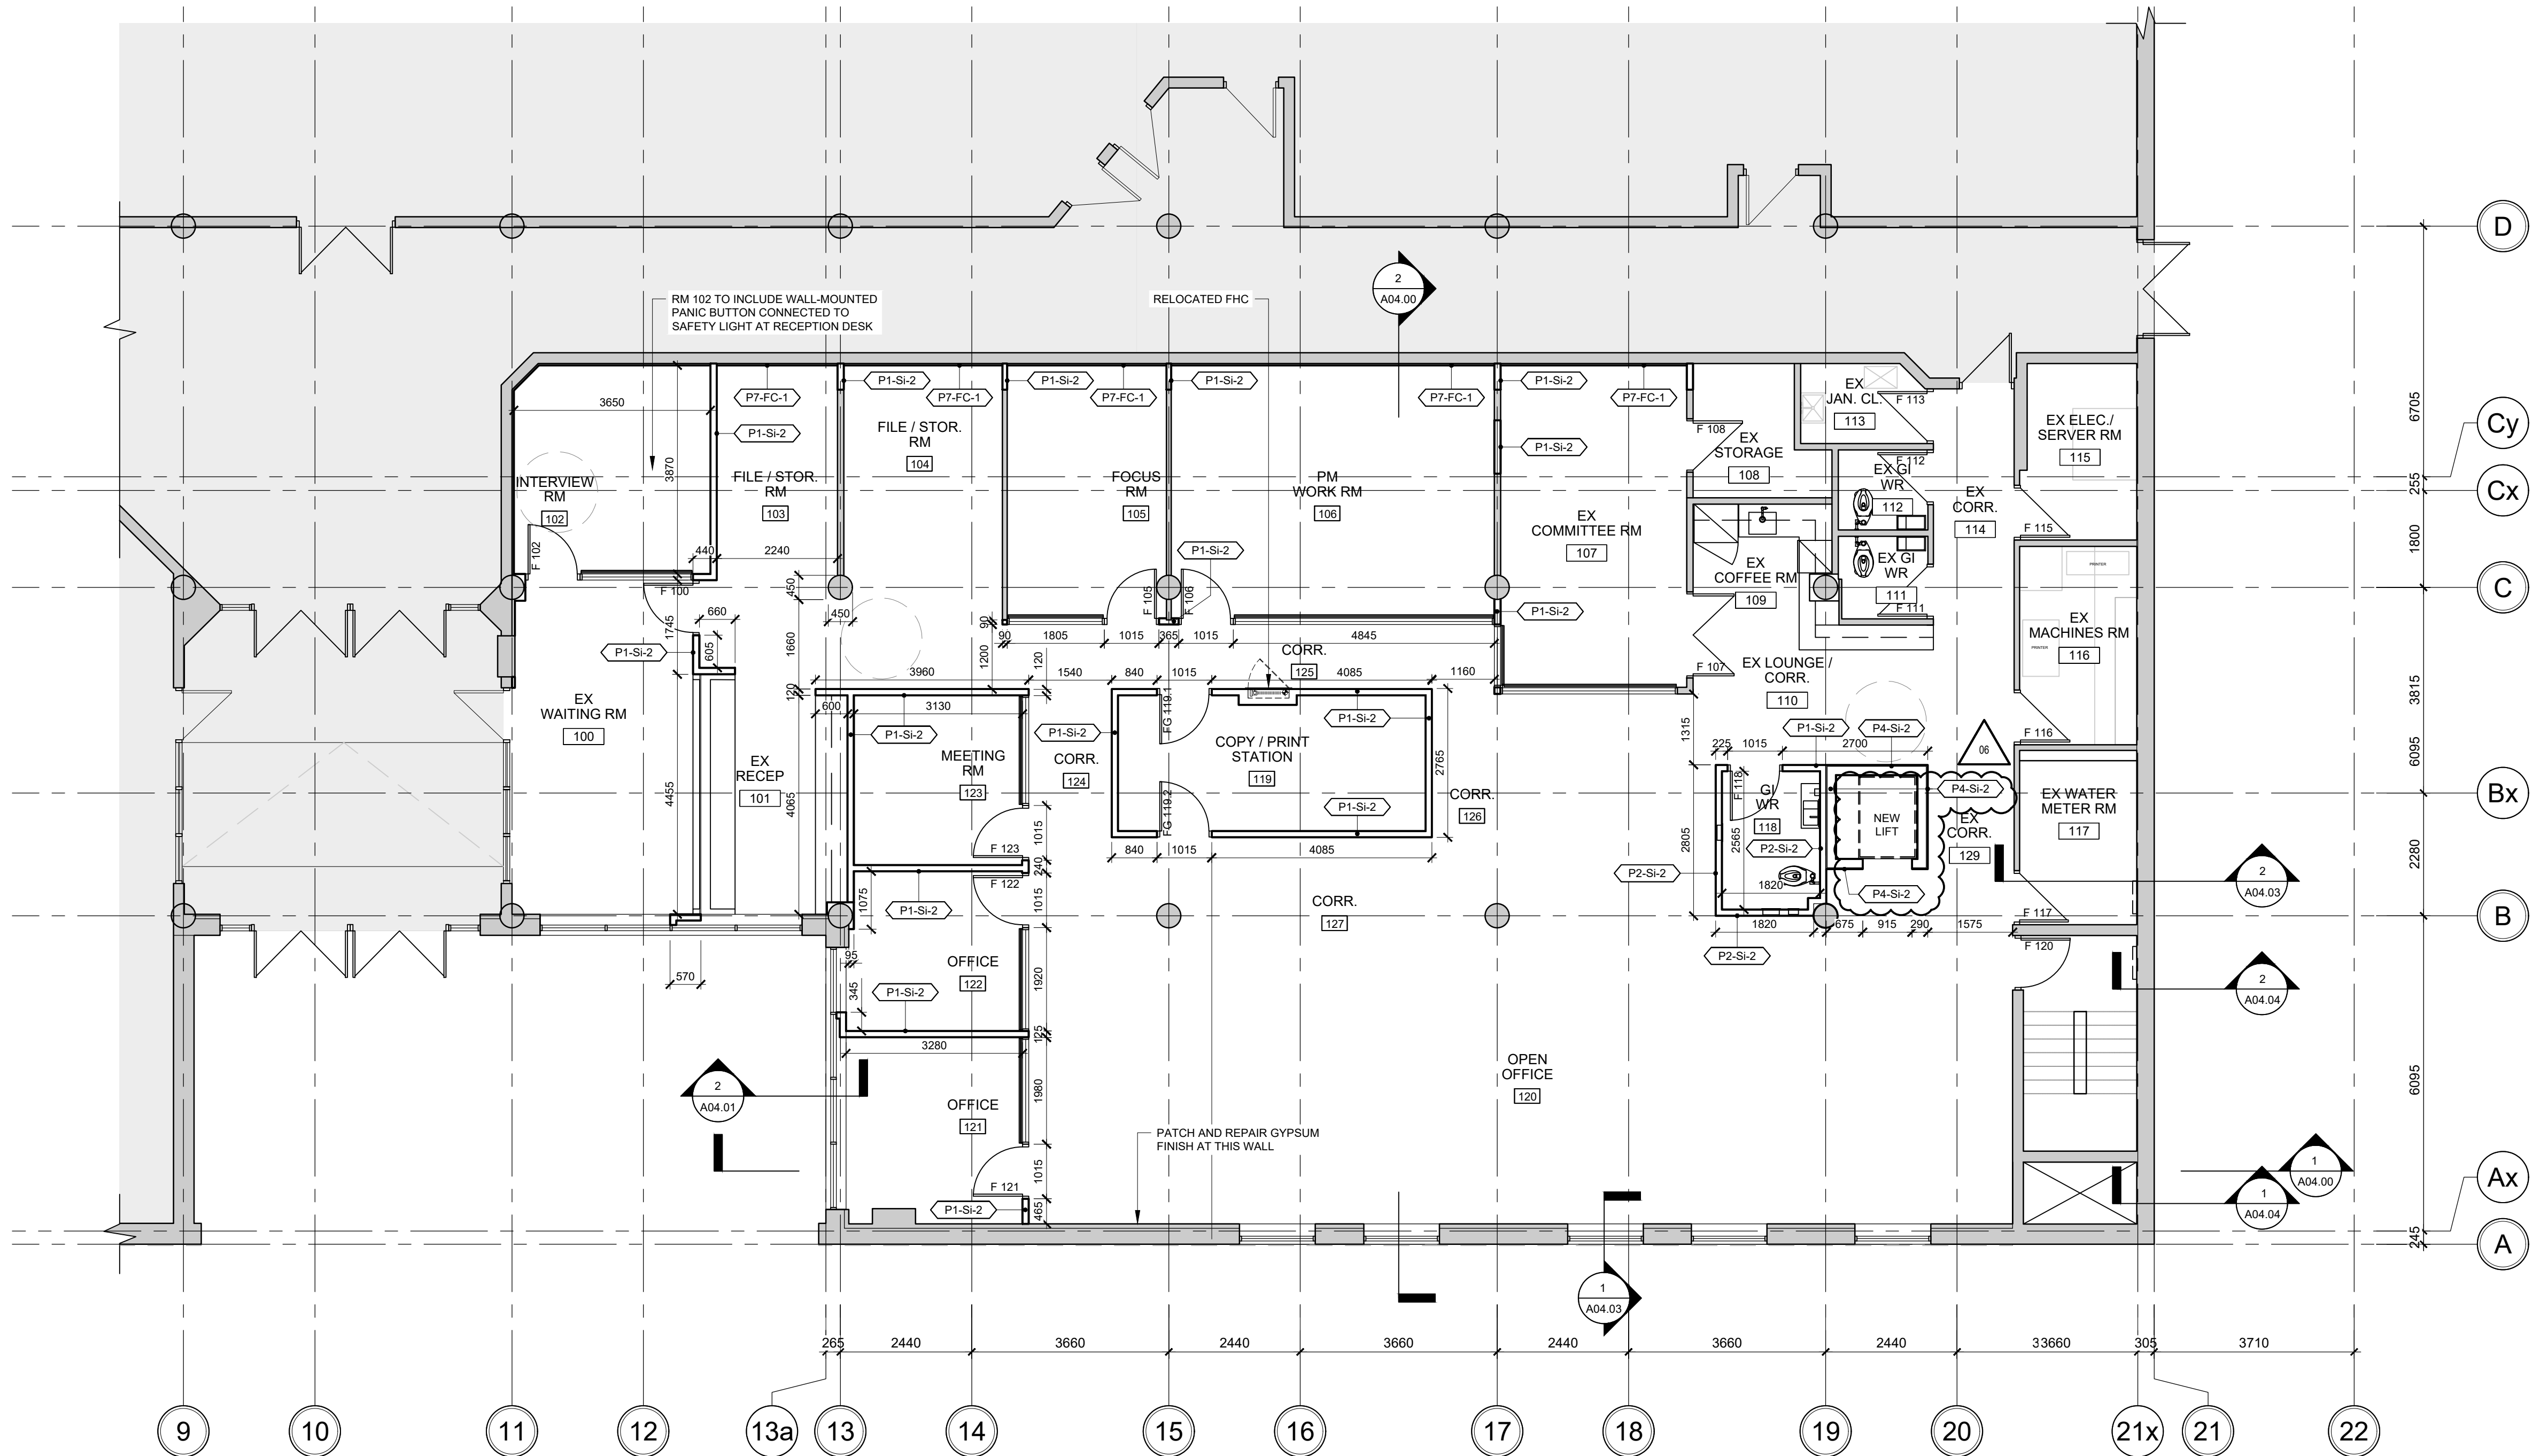 D
RM 102 TO INCLUDE WALL-MOUNTED
PANIC BUTTON CONNECTED TO
SAFETY LIGHT AT RECEPTION DESK
RELOCATED FHC
2
A04.00
P1-Si-2
P1-Si-2
P1-Si-2
P1-Si-2
P7-FC-1
P7-FC-1
P7-FC-1
P7-FC-1
P7-FC-1
3650
3870
P1-Si-2
P1-Si-2
INTERVIEW
RM
102
F 102
FILE / STOR.
RM
103
FILE / STOR.
RM
104
FOCUS
RM
105
PM
WORK RM
106
EX
COMMITTEE RM
107
F 108
EX
STORAGE
108
EX
JAN. CL.
113
F 113
F 112
EX GI
WR
112
EX
CORR.
114
EX ELEC./
SERVER RM
115
F 115
6705
Cy
255
Cx
1800
C
440
2240
450
450
F 100
660
1745
605
1660
P1-Si-2
P1-Si-2
F 105
F 106
90
90
1805
1015
365
1015
4845
1200
120
P1-Si-2
EX
COFFEE RM
109
EX GI
WR
111
F 111
PRINTER
PRINTER
EX
MACHINES RM
116
F 116
3815
CORR.
125
F 107
EX LOUNGE /
CORR.
110
3960
1540
840
1015
4085
1160
120
600
3130
EX
WAITING RM
100
4455
EX
RECEP
101
4065
P1-Si-2
MEETING
RM
123
1015
F 123
240
P1-Si-2
CORR.
124
FG 119.1
FG 119.2
COPY / PRINT
STATION
119
P1-Si-2
P1-Si-2
2765
840
1015
4085
CORR.
126
1315
2805
225
1015
2700
P1-Si-2
P4-Si-2
06
F 118
GI
WR
118
2565
P2-Si-2
1820
P2-Si-2
NEW
LIFT
P4-Si-2
EX
CORR.
129
P4-Si-2
EX WATER
METER RM
117
F 117
6095
Bx
2280
B
2
A04.03
1820
675
915
290
1575
P2-Si-2
F 120
CORR.
127
F 122
1075
P1-Si-2
1015
95
OFFICE
122
345
P1-Si-2
1920
125
570
3280
2
A04.04
2
A04.01
OFFICE
121
1980
1015
F 121
465
P1-Si-2
OPEN
OFFICE
120
PATCH AND REPAIR GYPSUM
FINISH AT THIS WALL
6095
1
A04.00
1
A04.04
Ax
245
A
1
A04.03
265
2440
3660
2440
3660
2440
3660
2440
33660
305
3710
9
10
11
12
13a
13
14
15
16
17
18
19
20
21x
21
22